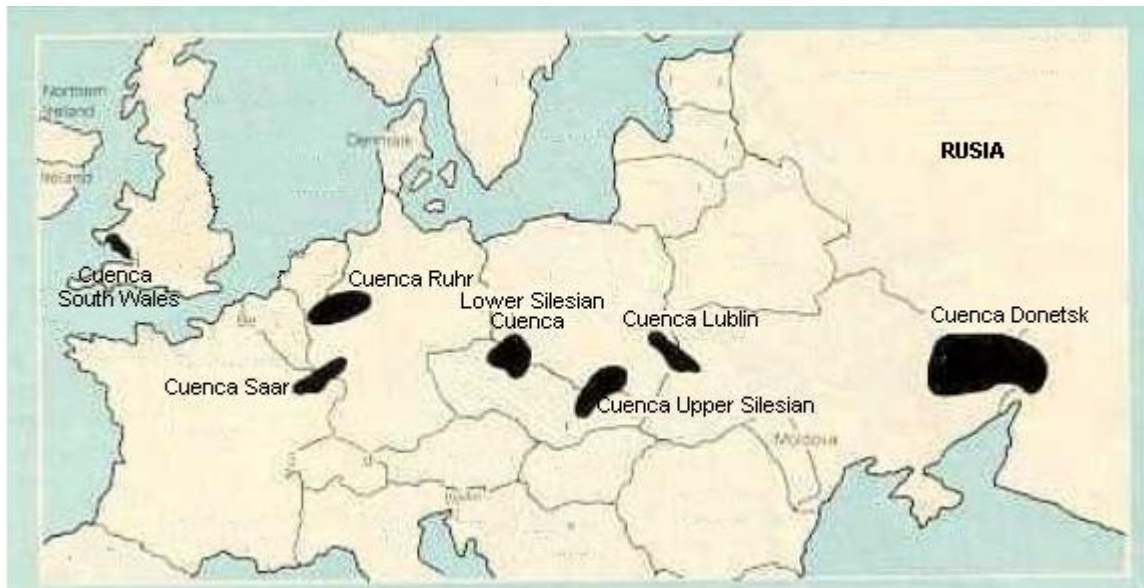 Northern
Ireland
Ireland
Denmark
RUSIA
Cuenca
South Wales
Cuenca Ruhr
Lower Silesian
Cuenca
Cuenca Lublin
Cuenca Donetsk
Cuenca Saar
Cuenca Upper Silesian
Moldova